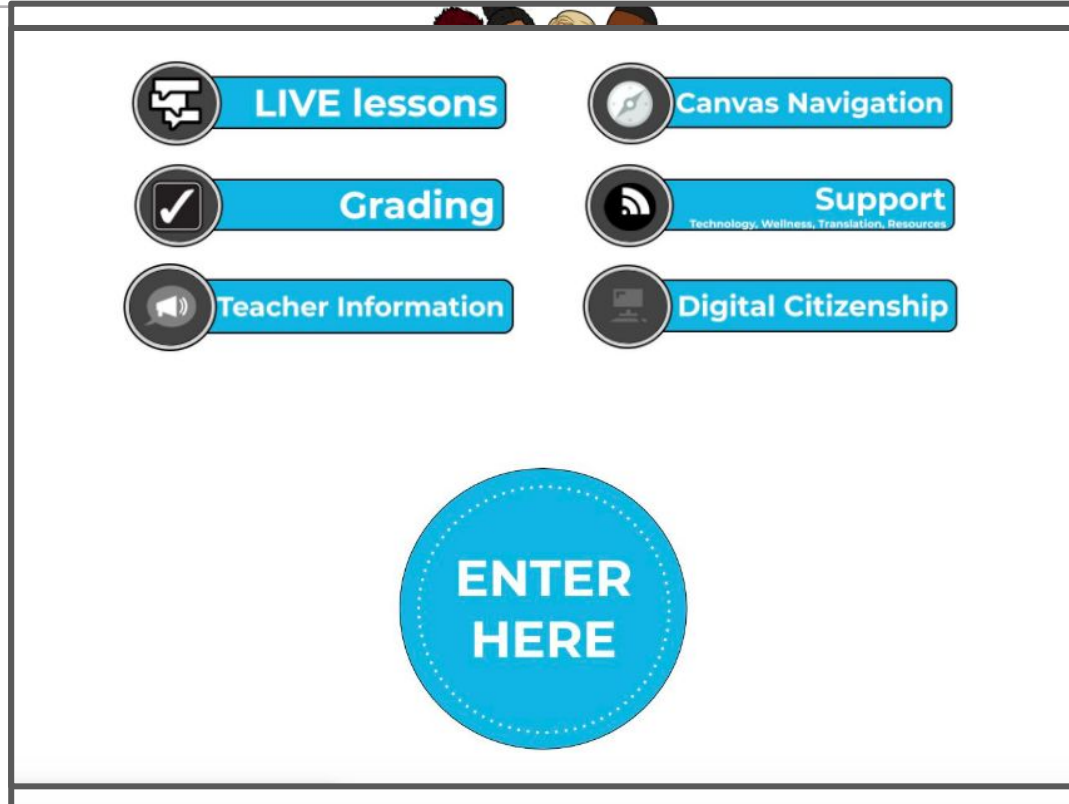 LIVE lessons
Canvas Navigation
Grading
Support
Technology, Wellness, Translation, Resources
Teacher Information
Digital Citizenship
ENTER
HERE